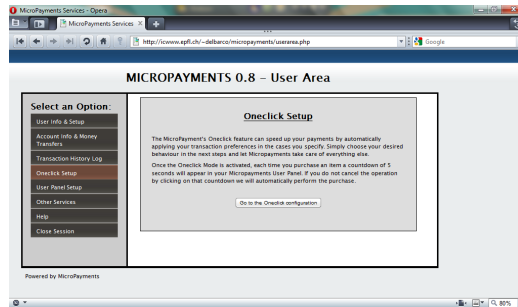 MicroPayments Services - Opera
MicroPayments Services X
http://icwww.epfl.ch/~delbarco/micropayments/userarea.php
Google
MICROPAYMENTS 0.8 – User Area
Select an Option:
User Info & Setup
Account Info & Money
Transfers
Transaction History Log
Oneclick Setup
User Panel Setup
Other Services
Help
Close Session
Oneclick Setup
The MicroPayment's Oneclick feature can speed up your payments by automatically
applying your transaction preferences in the cases you specify. Simply choose your desired
behaviour in the next steps and let Micropayments take care of everything else.
Once the Oneclick Mode is activated, each time you purchase an item a countdown of 5
seconds will appear in your Micropayments User Panel. If you do not cancel the operation
by clicking on that countdown we will automatically perform the purchase.
Go to the Oneclick configuration
Powered by MicroPayments
80%